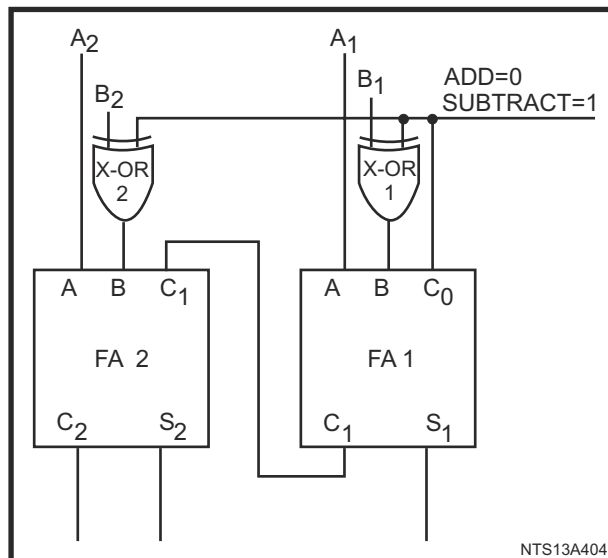 A2 A1
ADD=0
B2 B1 SUBTRACT=1
X-OR
2
X-OR
1
A B C1 A B C0
FA 2 FA 1
C2 S2 C1 S1
NTS13A404